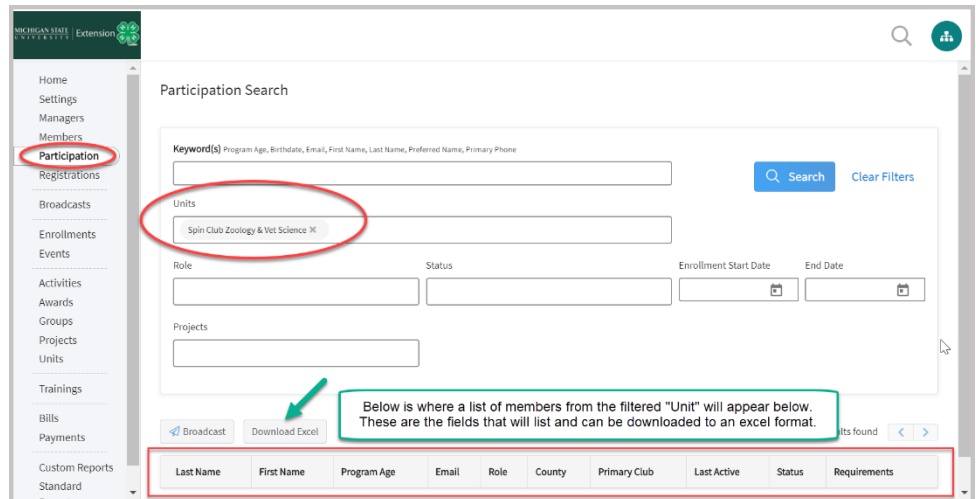 MICHIGAN STATE
UNIVERSITY
Extension
Home
Settings
Managers
Members
Participation
Registrations
Broadcasts
Enrollments
Events
Activities
Awards
Groups
Projects
Units
Trainings
Bills
Payments
Custom Reports
Standard
Participation Search
Keyword(s) Program Age, Birthdate, Email, First Name, Last Name, Preferred Name, Primary Phone
Search
Clear Filters
Units
Spin Club Zoology & Vet Science ×
Role Status Enrollment Start Date End Date
Projects
Below is where a list of members from the filtered "Unit" will appear below.
These are the fields that will list and can be downloaded to an excel format.
Broadcast Download Excel found
Last Name First Name Program Age Email Role County Primary Club Last Active Status Requirements